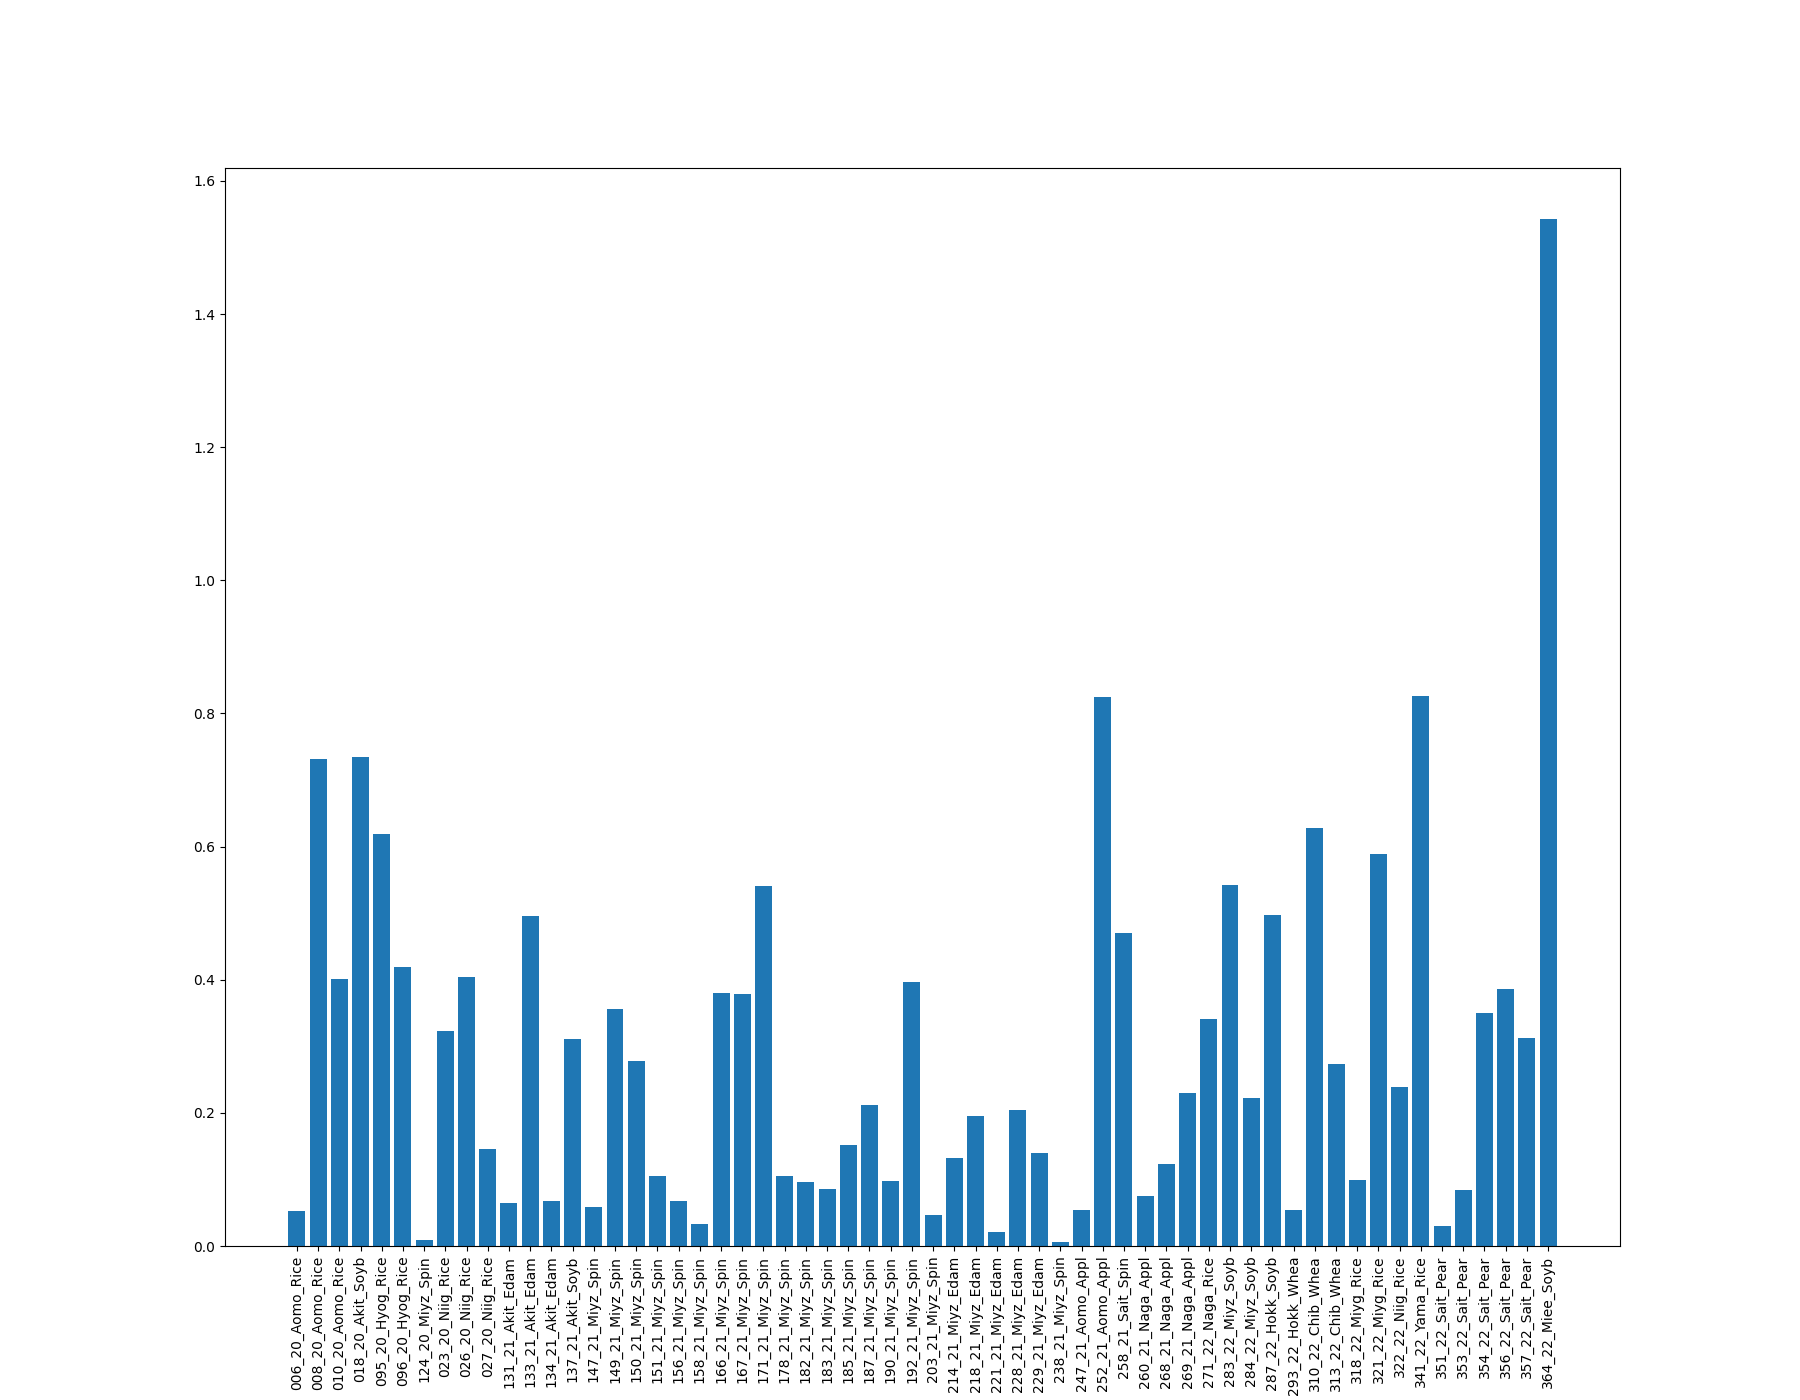 1.6
1.4
1.2
1.0
0.8
0.6
0.4
0.2
0.0
006_20_Aomo_Rice
008_20_Aomo_Rice
010_20_Aomo_Rice
018_20_Akit_Soyb
095_20_Hyog_Rice
096_20_Hyog_Rice
124_20_Miyz_Spin
023_20_Niig_Rice
026_20_Niig_Rice
027_20_Niig_Rice
131_21_Akit_Edam
133_21_Akit_Edam
134_21_Akit_Edam
137_21_Akit_Soyb
147_21_Miyz_Spin
149_21_Miyz_Spin
150_21_Miyz_Spin
151_21_Miyz_Spin
156_21_Miyz_Spin
158_21_Miyz_Spin
166_21_Miyz_Spin
167_21_Miyz_Spin
171_21_Miyz_Spin
178_21_Miyz_Spin
182_21_Miyz_Spin
183_21_Miyz_Spin
185_21_Miyz_Spin
187_21_Miyz_Spin
190_21_Miyz_Spin
192_21_Miyz_Spin
203_21_Miyz_Spin
214_21_Miyz_Edam
218_21_Miyz_Edam
221_21_Miyz_Edam
228_21_Miyz_Edam
229_21_Miyz_Edam
238_21_Miyz_Spin
247_21_Aomo_Appl
252_21_Aomo_Appl
258_21_Sait_Spin
260_21_Naga_Appl
268_21_Naga_Appl
269_21_Naga_Appl
271_22_Naga_Rice
283_22_Miyz_Soyb
284_22_Miyz_Soyb
287_22_Hokk_Soyb
293_22_Hokk_Whea
310_22_Chib_Whea
313_22_Chib_Whea
318_22_Miyg_Rice
321_22_Miyg_Rice
322_22_Niig_Rice
341_22_Yama_Rice
351_22_Sait_Pear
353_22_Sait_Pear
354_22_Sait_Pear
356_22_Sait_Pear
357_22_Sait_Pear
364_22_Miee_Soyb